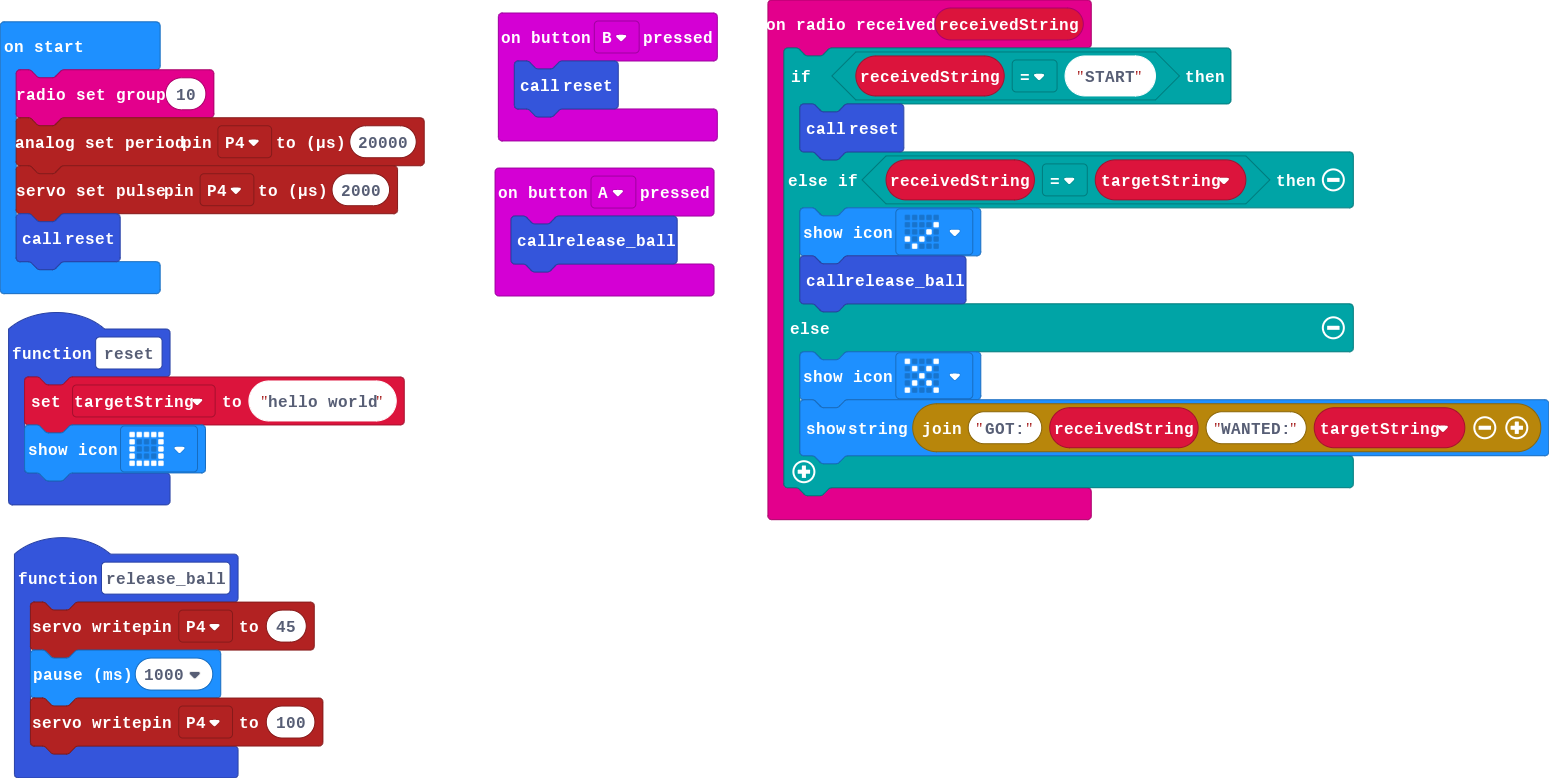 on start
radio set group 10
analog set period pin P4 to (µs) 20000
servo set pulse pin P4 to (µs) 2000
call reset
function reset
set targetString to "hello world"
show icon
function release_ball
servo write pin P4 to 45
pause (ms) 1000
servo write pin P4 to 100
on button B pressed
call reset
on button A pressed
call release_ball
on radio received receivedString
if receivedString = "START" then
call reset
else if receivedString = targetString then
show icon
call release_ball
else
show icon
show string join "GOT:" receivedString "WANTED:" targetString